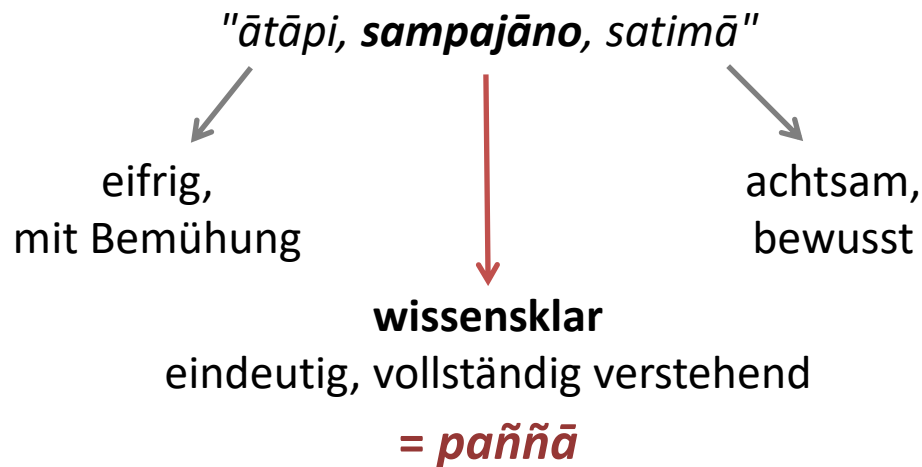 "ātāpi, sampajāno, satimā"
eifrig,
mit Bemühung
achtsam,
bewusst
wissensklar
eindeutig, vollständig verstehend
= paññā